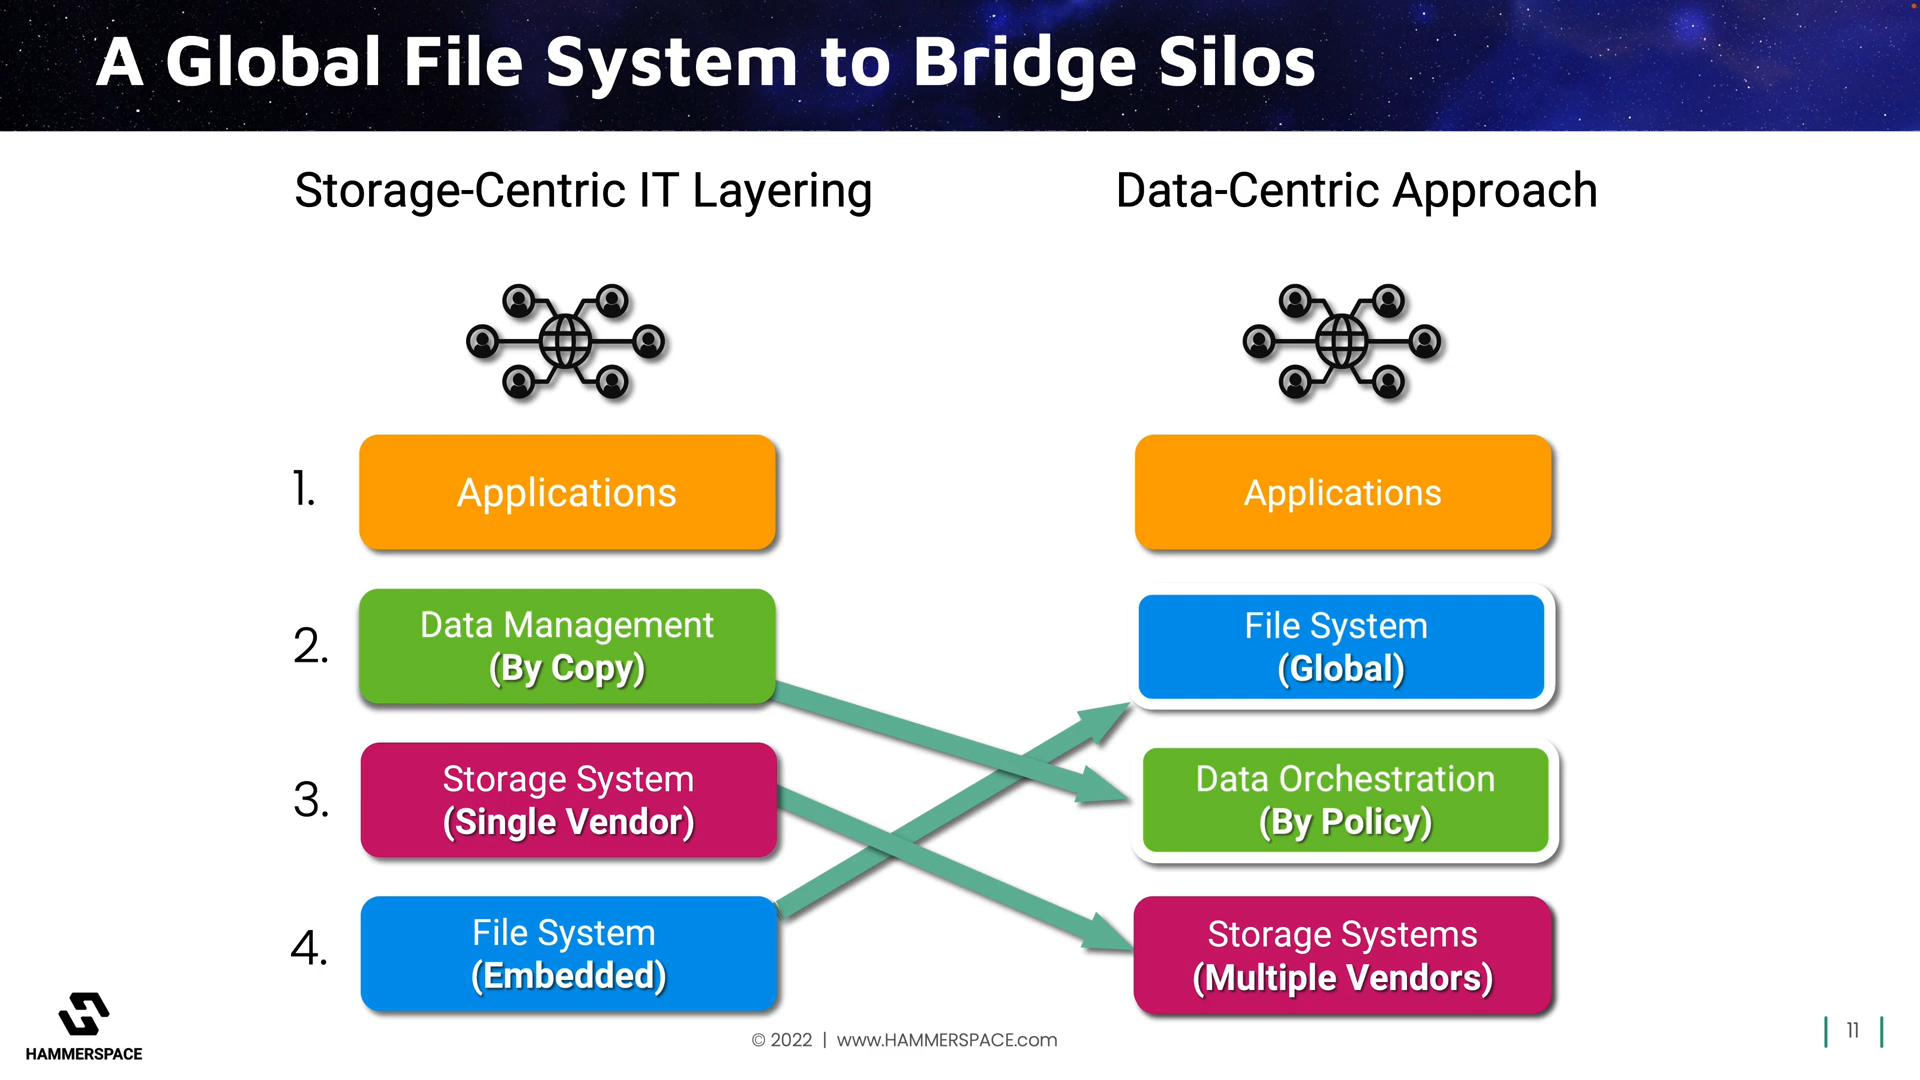 A Global File System to Bridge Silos
Storage-Centric IT Layering
Data-Centric Approach
1.
Applications
Applications
2.
Data Management
(By Copy)
File System
(Global)
3.
Storage System
(Single Vendor)
Data Orchestration
(By Policy)
4.
File System
(Embedded)
Storage Systems
(Multiple Vendors)
HAMMERSPACE
© 2022 | www.HAMMERSPACE.com
11